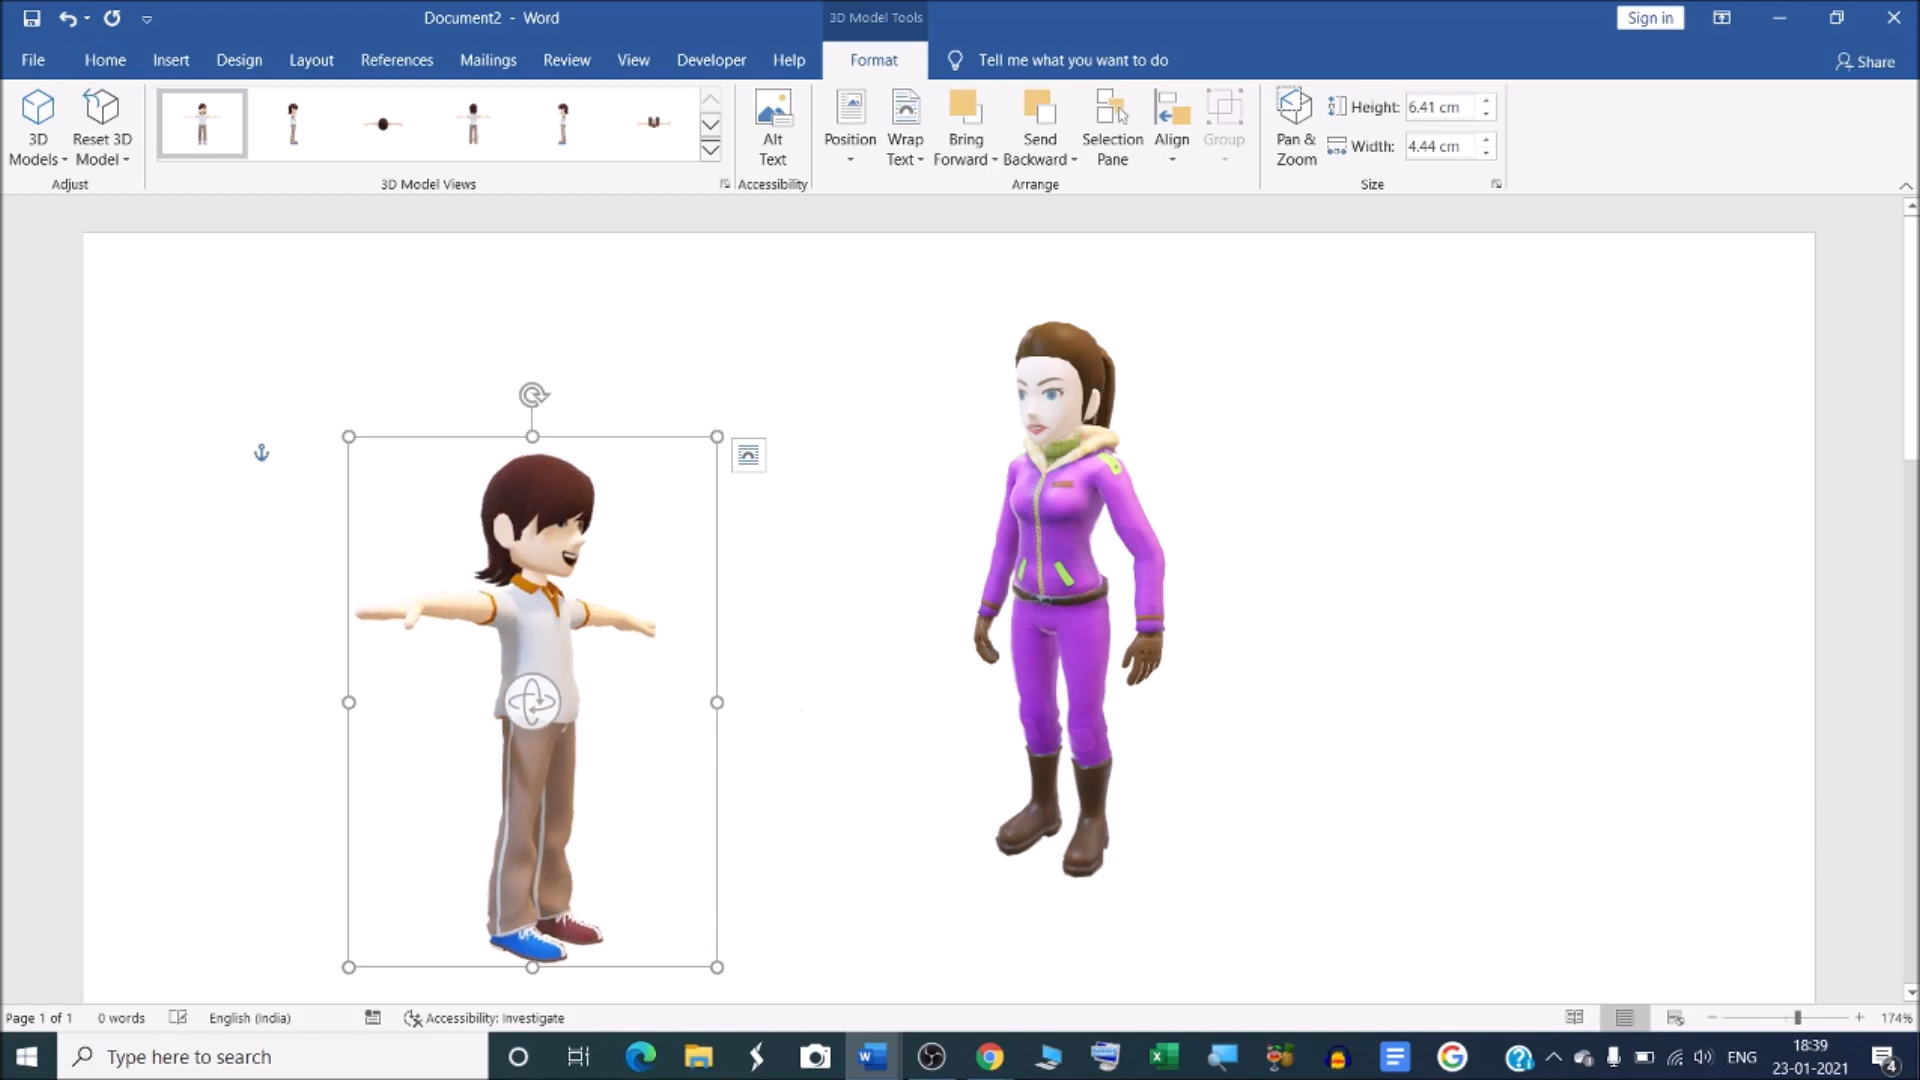 Document2 - Word
3D Model Tools
Sign in
File Home Insert Design Layout References Mailings Review View Developer Help Format Tell me what you want to do
Share
3D Models
Reset 3D Model
Alt Text
Position
Wrap Text
Bring Forward
Send Backward
Selection Pane
Align
Group
Pan & Zoom
Height: 6.41 cm
Width: 4.44 cm
Adjust
3D Model Views
Accessibility
Arrange
Size
Page 1 of 1 0 words English (India) Accessibility: Investigate 174%
Type here to search
ENG
18:39
23-01-2021
4